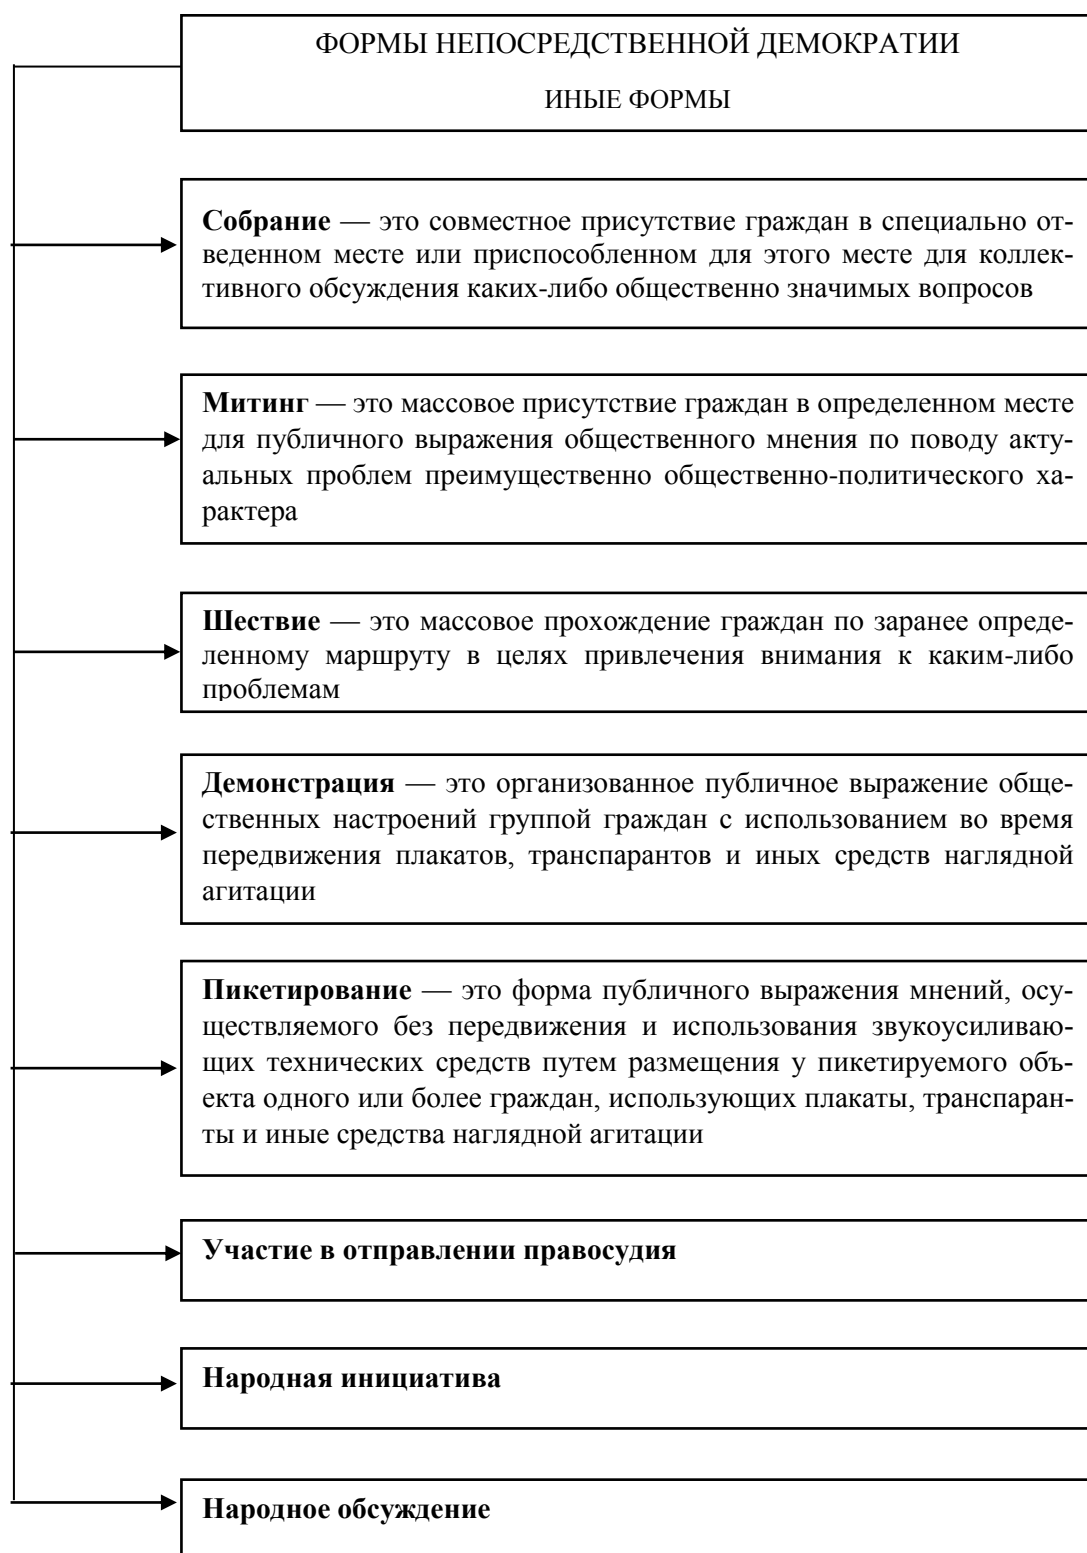 ФОРМЫ НЕПОСРЕДСТВЕННОЙ ДЕМОКРАТИИ
ИНЫЕ ФОРМЫ
Собрание — это совместное присутствие граждан в специально от-
веденном месте или приспособленном для этого месте для коллек-
тивного обсуждения каких-либо общественно значимых вопросов
Митинг — это массовое присутствие граждан в определенном месте
для публичного выражения общественного мнения по поводу акту-
альных проблем преимущественно общественно-политического ха-
рактера
Шествие — это массовое прохождение граждан по заранее опреде-
ленному маршруту в целях привлечения внимания к каким-либо
проблемам
Демонстрация — это организованное публичное выражение обще-
ственных настроений группой граждан с использованием во время
передвижения плакатов, транспарантов и иных средств наглядной
агитации
Пикетирование — это форма публичного выражения мнений, осу-
ществляемого без передвижения и использования звукоусиливаю-
щих технических средств путем размещения у пикетируемого объ-
екта одного или более граждан, использующих плакаты, транспаран-
ты и иные средства наглядной агитации
Участие в отправлении правосудия
Народная инициатива
Народное обсуждение